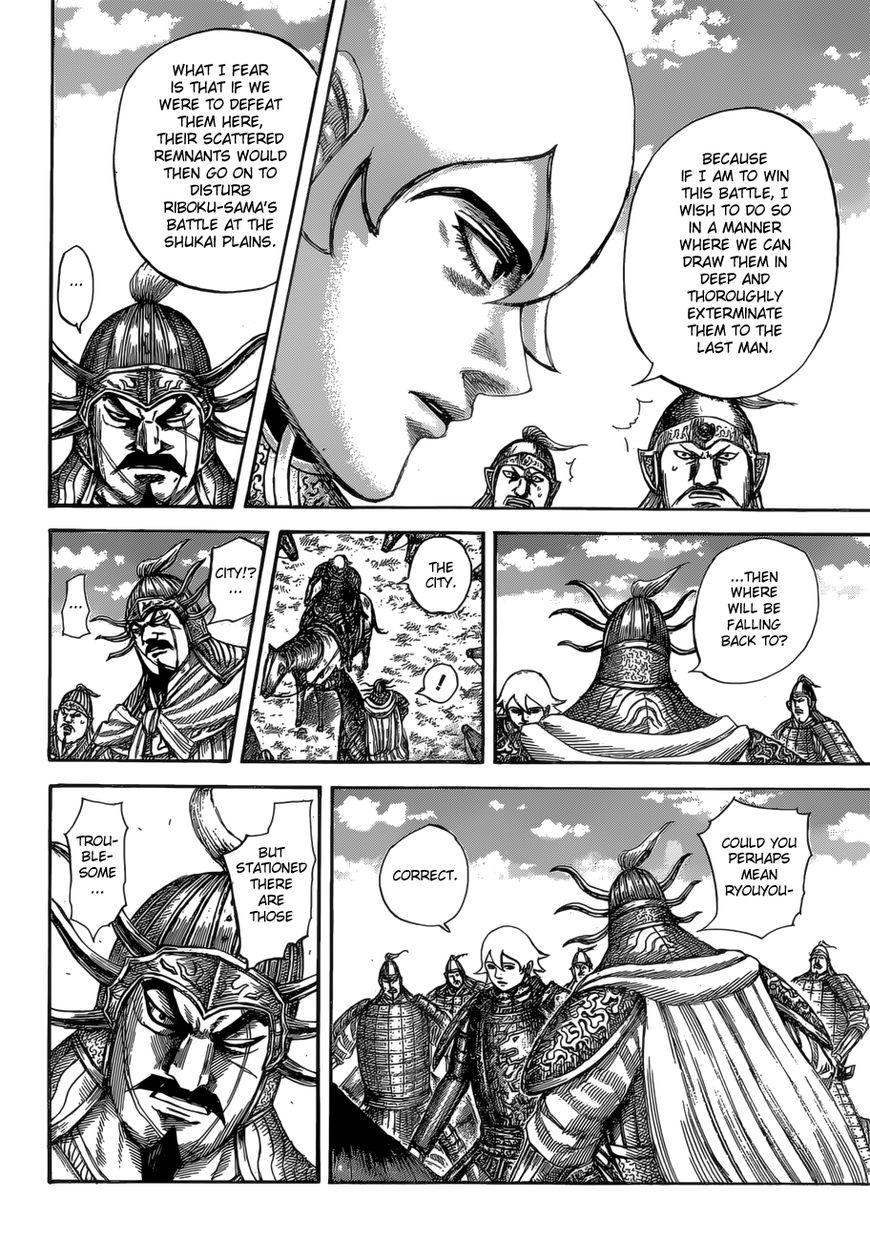 BECAUSE
IF I AM TO WIN
THIS BATTLE, I
WISH TO DO SO
IN A MANNER
WHERE WE CAN
DRAW THEM IN
DEEP AND
THOROUGHLY
EXTERMINATE
THEM TO THE
LAST MAN.
WHAT I FEAR
IS THAT IF WE
WERE TO DEFEAT
THEM HERE,
THEIR SCATTERED
REMNANTS WOULD
THEN GO ON TO
DISTURB
RIBOKU-SAMA'S
BATTLE AT THE
SHUKAI PLAINS.
...
...THEN
WHERE
WILL BE
FALLING
BACK TO?
THE
CITY.
!
CITY!?
...
...
COULD YOU
PERHAPS
MEAN
RYOUYOU-
CORRECT.
BUT
STATIONED
THERE
ARE
THOSE
TROU-
BLE-
SOME
...